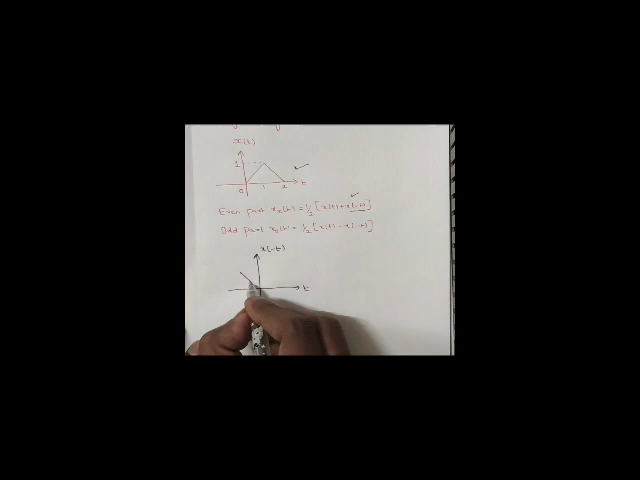 x(t)
1
0 1 2 t
Even part xe(t) = 1/2 [x(t)+x(-t)]
Odd part xo(t) = 1/2 [x(t) - x(-t)]
x(-t)
t